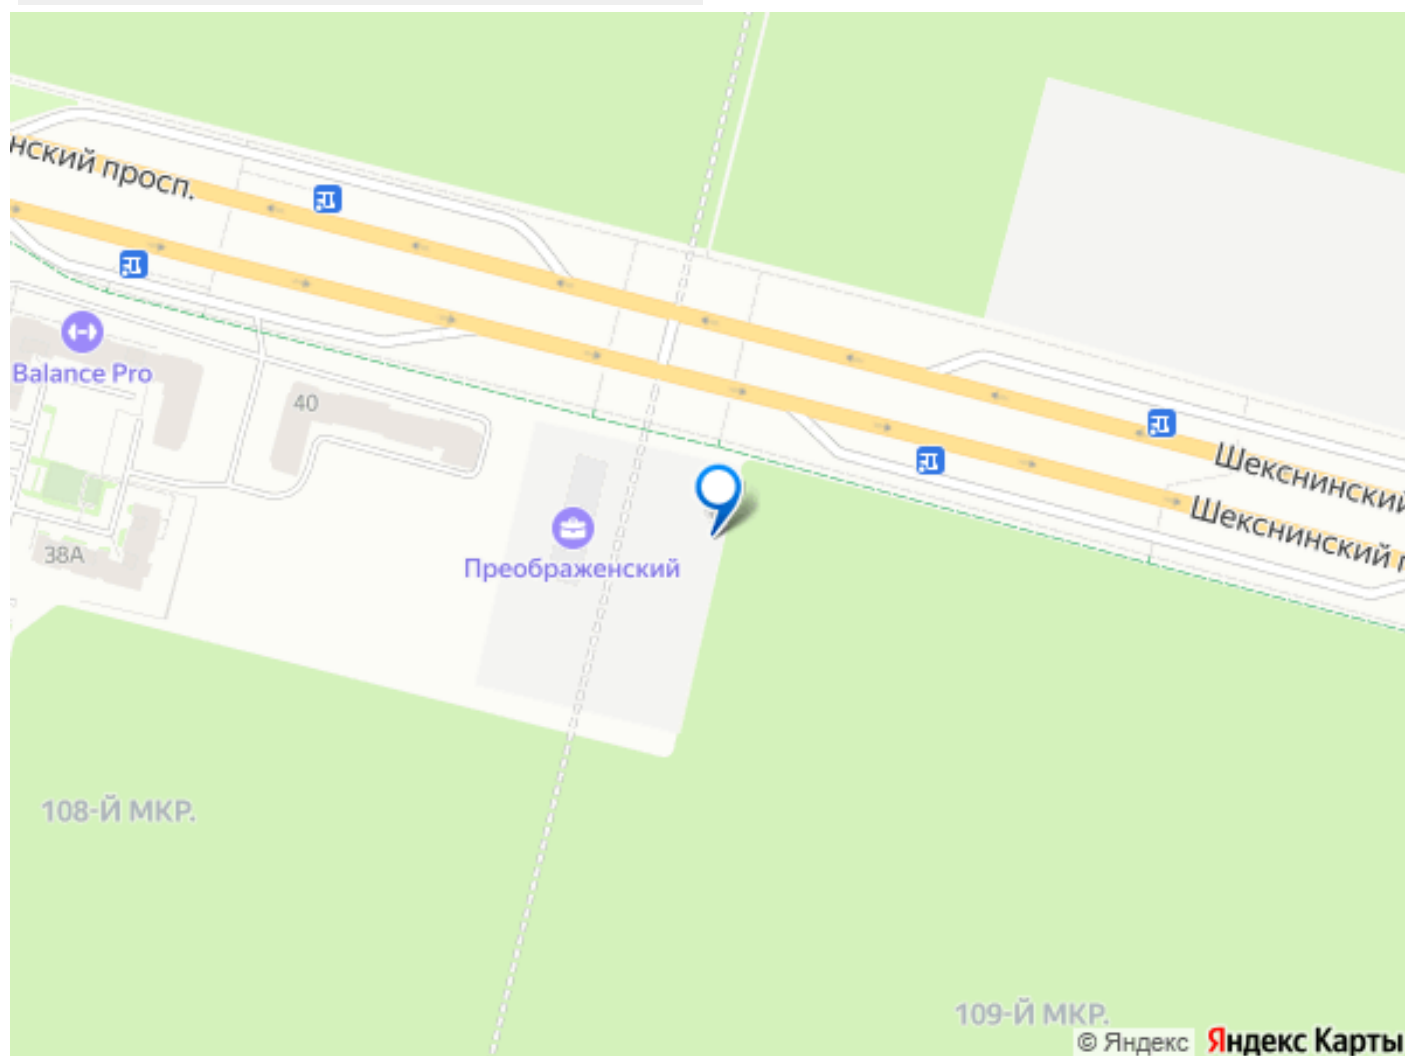 нский просп.
Balance Pro
40
Шекснинский
Шекснинский п
38А
Преображенский
108-Й МКР.
109-Й МКР.
© Яндекс Яндекс Карты